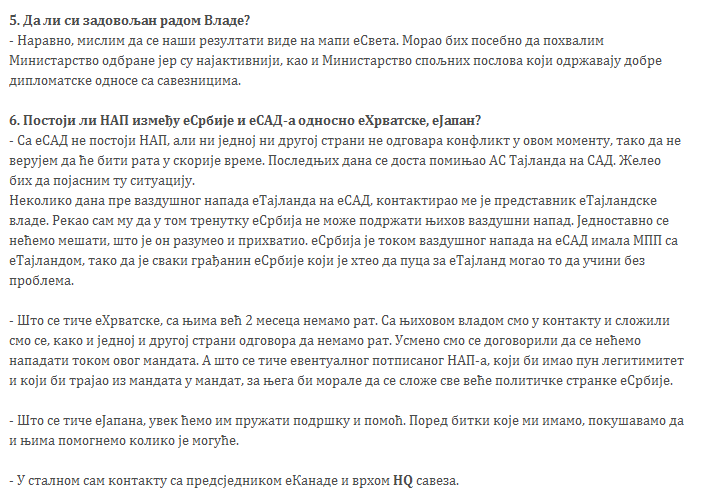 5. Да ли си задовољан радом Владе?
- Наравно, мислим да се наши резултати виде на мапи еСвета. Морао бих посебно да похвалим
Министарство одбране јер су најактивнији, као и Министарство спољних послова који одржавају добре
дипломатске односе са савезницима.
6. Постоји ли НАП између еСрбије и еСАД-а односно еХрватске, еЈапан?
- Са еСАД не постоји НАП, али ни једној ни другој страни не одговара конфликт у овом моменту, тако да не
верујем да ће бити рата у скорије време. Последњих дана се доста помињао АС Тајланда на САД. Желео
бих да појасним ту ситуацију.
Неколико дана пре ваздушног напада еТајланда на еСАД, контактирао ме је представник еТајландске
владе. Рекао сам му да у том тренутку еСрбија не може подржати њихов ваздушни напад. Једноставно се
нећемо мешати, што је он разумео и прихватио. еСрбија је током ваздушног напада на еСАД имала МПП са
еТајландом, тако да је сваки грађанин еСрбије који је хтео да пуца за еТајланд могао то да учини без
проблема.
- Што се тиче еХрватске, са њима већ 2 месеца немамо рат. Са њиховом владом смо у контакту и сложили
смо се, како и једној и другој страни одговора да немамо рат. Усмено смо се договорили да се нећемо
нападати током овог мандата. А што се тиче евентуалног потписаног НАП-а, који би имао пун легитимитет
и који би трајао из мандата у мандат, за њега би морале да се сложе све веће политичке странке еСрбије.
- Што се тиче еЈапана, увек ћемо им пружати подршку и помоћ. Поред битки које ми имамо, покушавамо да
и њима помогнемо колико је могуће.
- У сталном сам контакту са предсједником еКанаде и врхом HQ савеза.